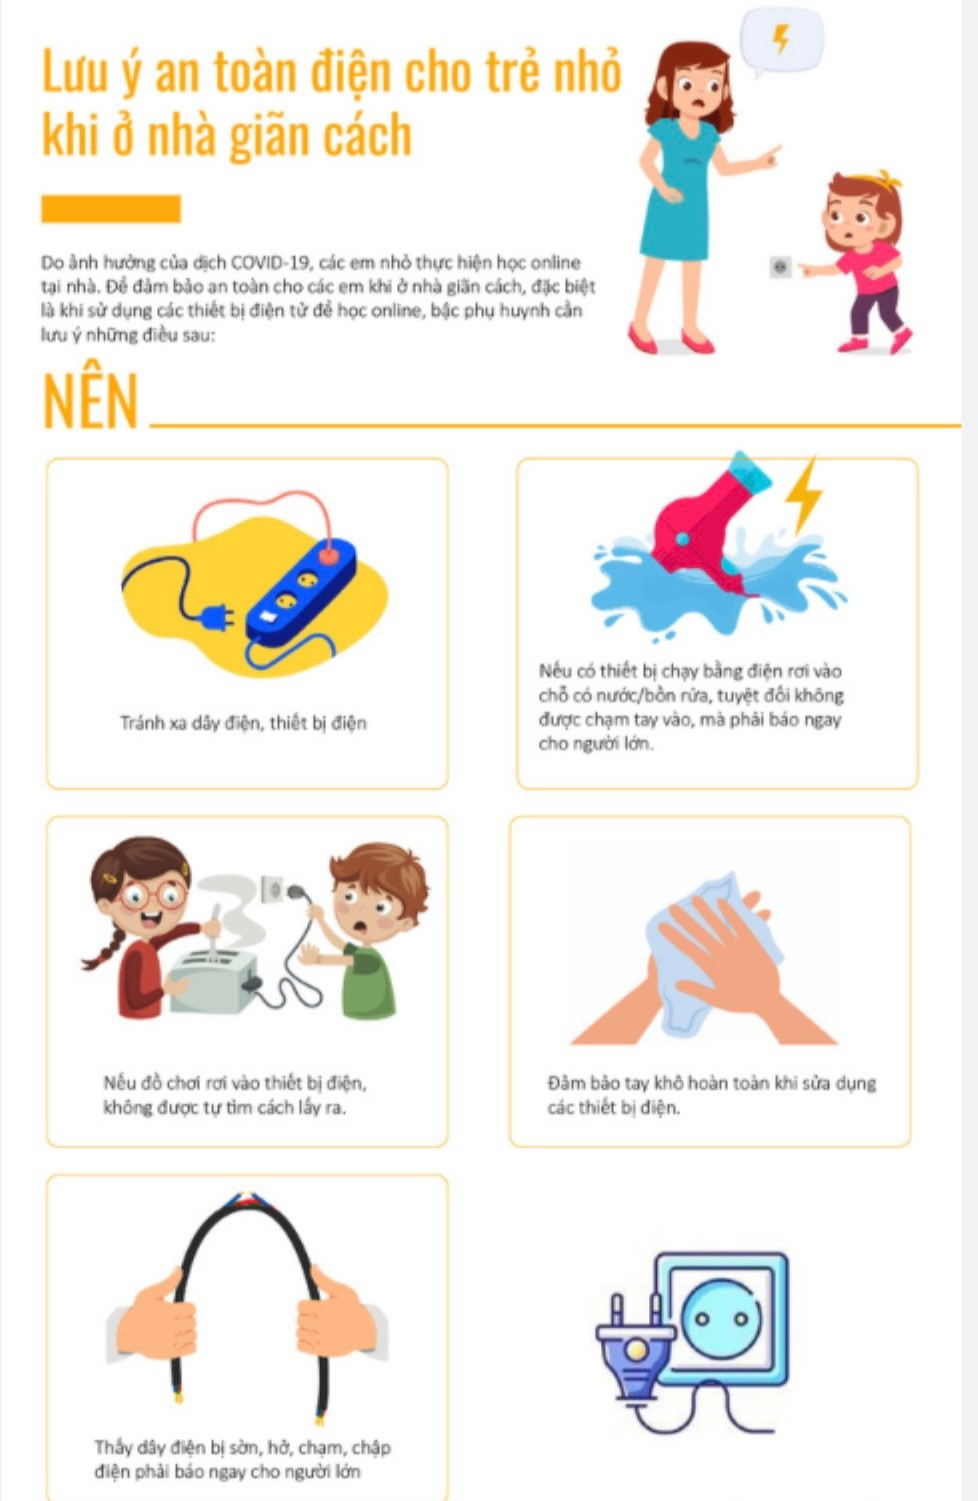 Lưu ý an toàn điện cho trẻ nhỏ
khi ở nhà giãn cách
Do ảnh hưởng của dịch COVID-19, các em nhỏ thực hiện học online
tại nhà. Để đảm bảo an toàn cho các em khi ở nhà giãn cách, đặc biệt
là khi sử dụng các thiết bị điện tử để học online, bậc phụ huynh cần
lưu ý những điều sau:
NÊN
Tránh xa dây điện, thiết bị điện
Nếu có thiết bị chạy bằng điện rơi vào
chỗ có nước/bồn rửa, tuyệt đối không
được chạm tay vào, mà phải báo ngay
cho người lớn.
Nếu đồ chơi rơi vào thiết bị điện,
không được tự tìm cách lấy ra.
Đảm bảo tay khô hoàn toàn khi sửa dụng
các thiết bị điện.
Thấy dây điện bị sờn, hở, chạm, chập
điện phải báo ngay cho người lớn